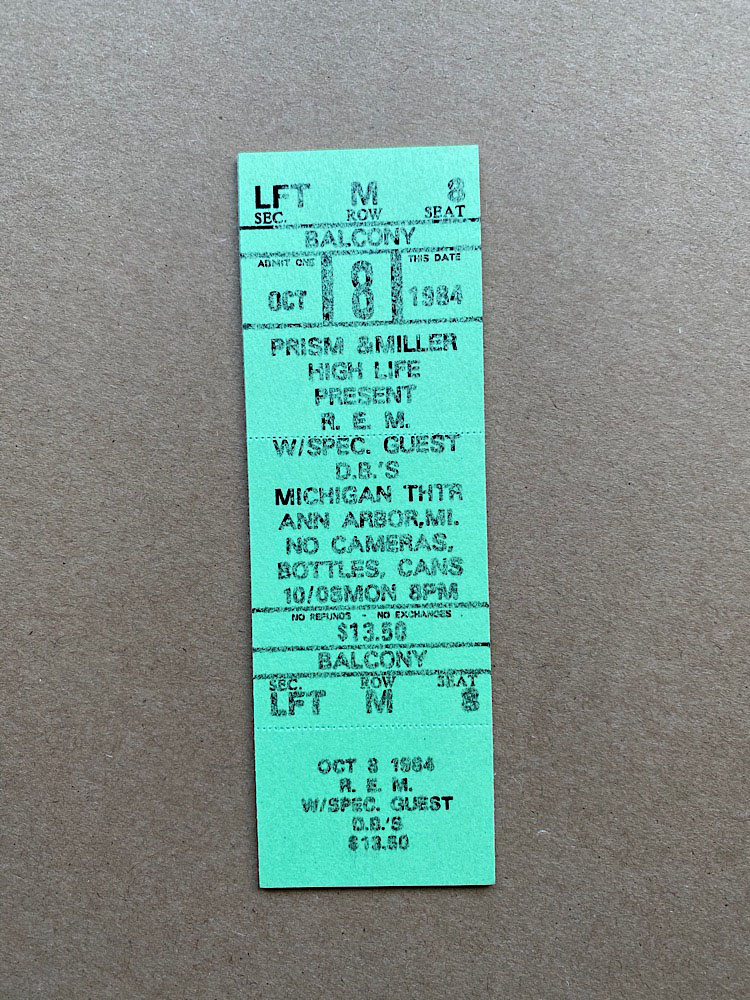 LFT M 8
SEC. ROW SEAT
BALCONY
ADMIT ONE THIS DATE
OCT 8 1984
PRISM &MILLER
HIGH LIFE
PRESENT
R. E. M.
W/SPEC. GUEST
D.B.'S
MICHIGAN THTR
ANN ARBOR,MI.
NO CAMERAS,
BOTTLES, CANS
10/08MON 8PM
NO REFUNDS - NO EXCHANGES
$13.50
BALCONY
SEC. ROW SEAT
LFT M 8
OCT 8 1984
R. E. M.
W/SPEC. GUEST
D.B.'S
$13.50